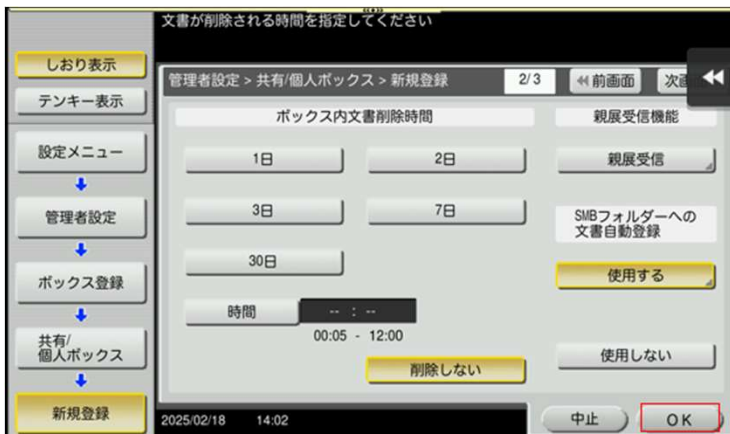 文書が削除される時間を指定してください
しおり表示
テンキー表示
設定メニュー
管理者設定
ボックス登録
共有/
個人ボックス
新規登録
管理者設定 > 共有/個人ボックス > 新規登録
2/3
前画面
次画
ボックス内文書削除時間
1日
2日
3日
7日
30日
時間
-- : --
00:05 - 12:00
削除しない
親展受信機能
親展受信
SMBフォルダーへの
文書自動登録
使用する
使用しない
2025/02/18 14:02
中止
OK